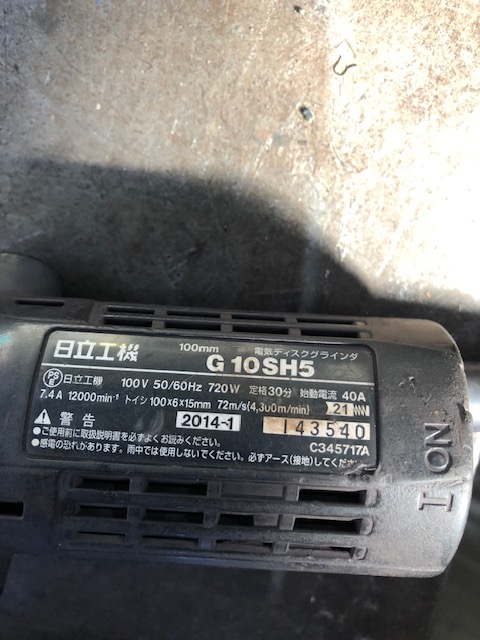 日立工機 100mm 電気ディスクグラインダ
G10SH5
PSE 日立工機 100V 50/60Hz 720W 定格30分 始動電流 40A
7.4A 12000min⁻¹ トイシ 100×6×15mm 72m/s(4,300m/min) 21
警告 2014-1 143540
●ご使用前に取扱説明書を必ずよくお読みください。 C345717A
●感電の恐れがあります。雨中では使用しないでください。必ずアース(接地)してください。
I ON